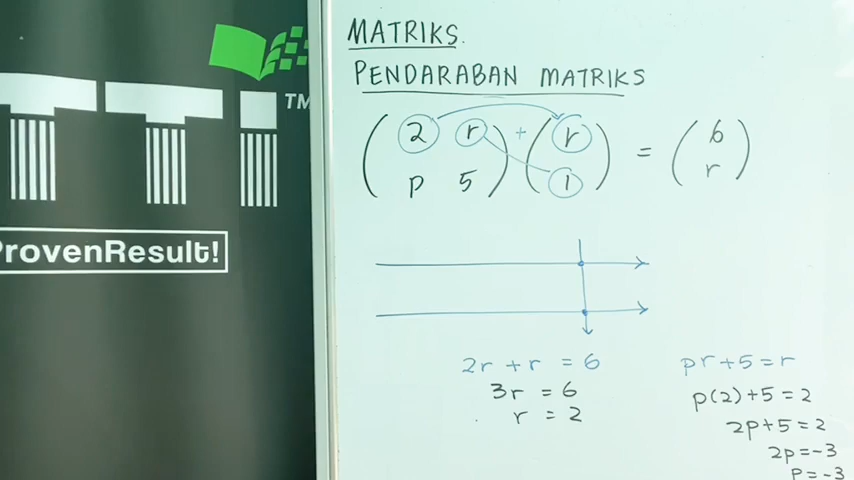 TTi
TM
ProvenResult!
MATRIKS.
PENDARABAN MATRIKS
( 2 r ) + ( r ) = ( 6 )
( p 5 ) ( 1 ) ( r )
2r + r = 6
3r = 6
r = 2
pr + 5 = r
p(2) + 5 = 2
2p + 5 = 2
2p = -3
p = -3